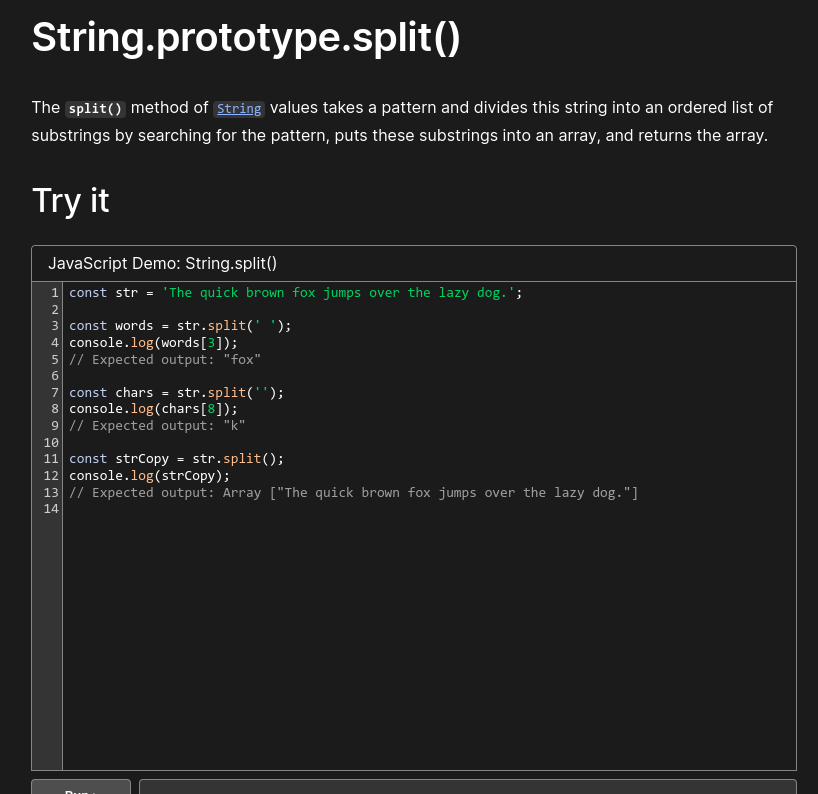 String.prototype.split()
The split() method of String values takes a pattern and divides this string into an ordered list of
substrings by searching for the pattern, puts these substrings into an array, and returns the array.
Try it
JavaScript Demo: String.split()
1 const str = 'The quick brown fox jumps over the lazy dog.';
2
3 const words = str.split(' ');
4 console.log(words[3]);
5 // Expected output: "fox"
6
7 const chars = str.split('');
8 console.log(chars[8]);
9 // Expected output: "k"
10
11 const strCopy = str.split();
12 console.log(strCopy);
13 // Expected output: Array ["The quick brown fox jumps over the lazy dog."]
14